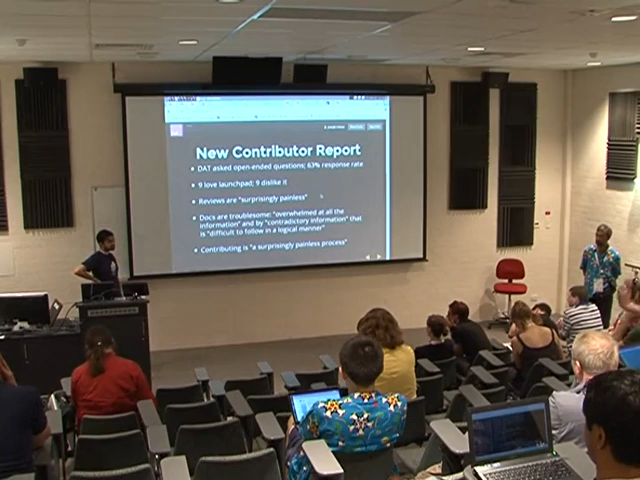 New Contributor Report
DAT asked open-ended questions; 63% response rate
9 love launchpad; 9 dislike it
Reviews are "surprisingly painless"
Docs are troublesome: "overwhelmed at all the
information" and by "contradictory information" that
is "difficult to follow in a logical manner"
Contributing is "a surprisingly painless process"